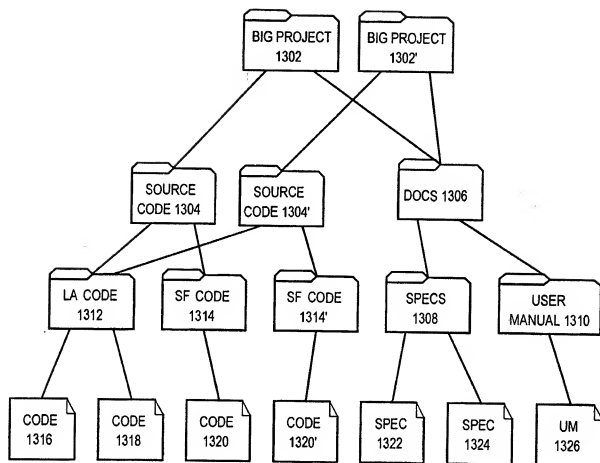 BIG PROJECT
1302
BIG PROJECT
1302'
SOURCE
CODE 1304
SOURCE
CODE 1304'
DOCS 1306
LA CODE
1312
SF CODE
1314
SF CODE
1314'
SPECS
1308
USER
MANUAL 1310
CODE
1316
CODE
1318
CODE
1320
CODE
1320'
SPEC
1322
SPEC
1324
UM
1326